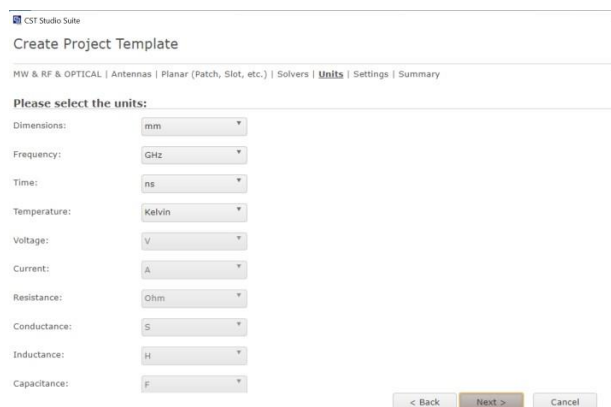 CST Studio Suite
Create Project Template
MW & RF & OPTICAL | Antennas | Planar (Patch, Slot, etc.) | Solvers | Units | Settings | Summary
Please select the units:
Dimensions: mm
Frequency: GHz
Time: ns
Temperature: Kelvin
Voltage: V
Current: A
Resistance: Ohm
Conductance: S
Inductance: H
Capacitance: F
< Back Next > Cancel